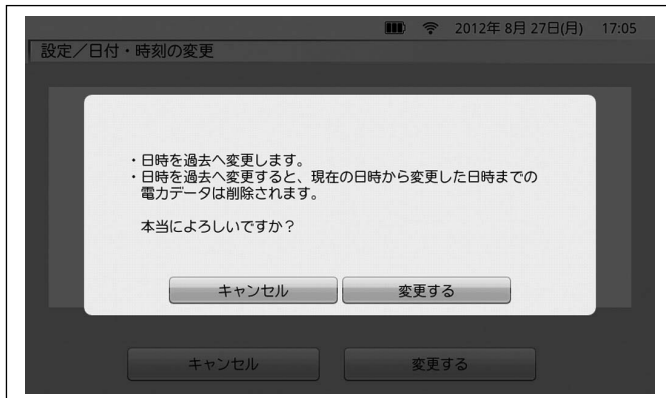 2012年 8月 27日(月) 17:05
設定／日付・時刻の変更
・日時を過去へ変更します。
・日時を過去へ変更すると、現在の日時から変更した日時までの
電力データは削除されます。
本当によろしいですか？
キャンセル 変更する
キャンセル 変更する